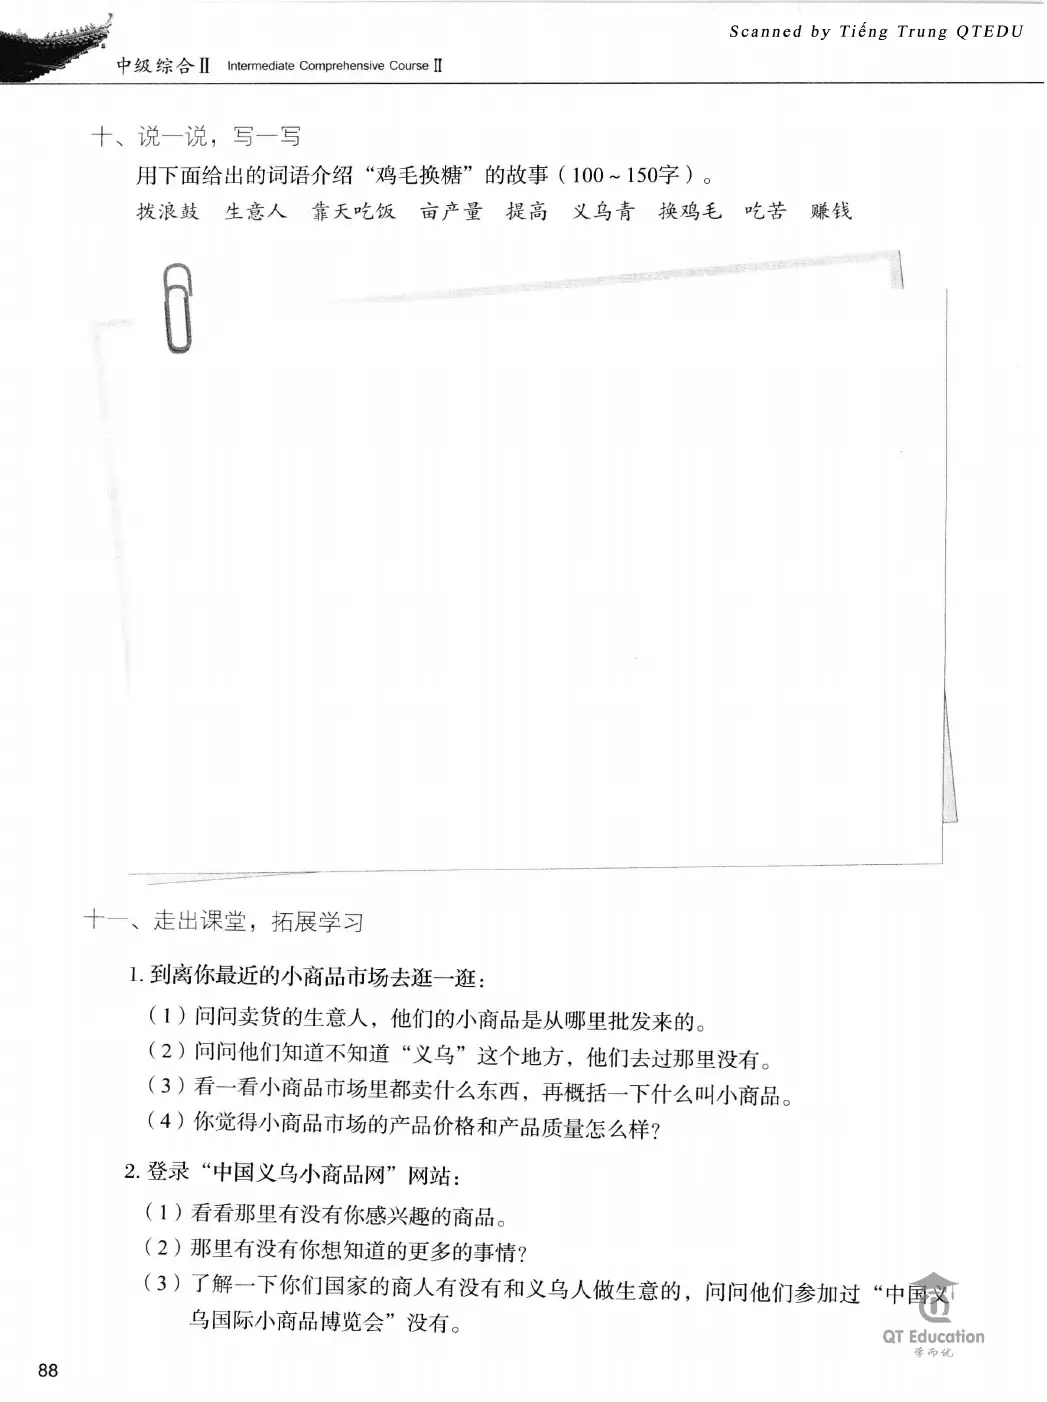 Scanned by Tiếng Trung QTEDU
中级综合Ⅱ Intermediate Comprehensive Course Ⅱ
十、说一说，写一写
用下面给出的词语介绍“鸡毛换糖”的故事（100～150字）。
拨浪鼓 生意人 靠天吃饭 亩产量 提高 义乌青 换鸡毛 吃苦 赚钱
十一、走出课堂，拓展学习
1. 到离你最近的小商品市场去逛一逛：
（1）问问卖货的生意人，他们的小商品是从哪里批发来的。
（2）问问他们知道不知道“义乌”这个地方，他们去过那里没有。
（3）看一看小商品市场里都卖什么东西，再概括一下什么叫小商品。
（4）你觉得小商品市场的产品价格和产品质量怎么样？
2. 登录“中国义乌小商品网”网站：
（1）看看那里有没有你感兴趣的商品。
（2）那里有没有你想知道的更多的事情？
（3）了解一下你们国家的商人有没有和义乌人做生意的，问问他们参加过“中国义
乌国际小商品博览会”没有。
QT Education
学而优
88